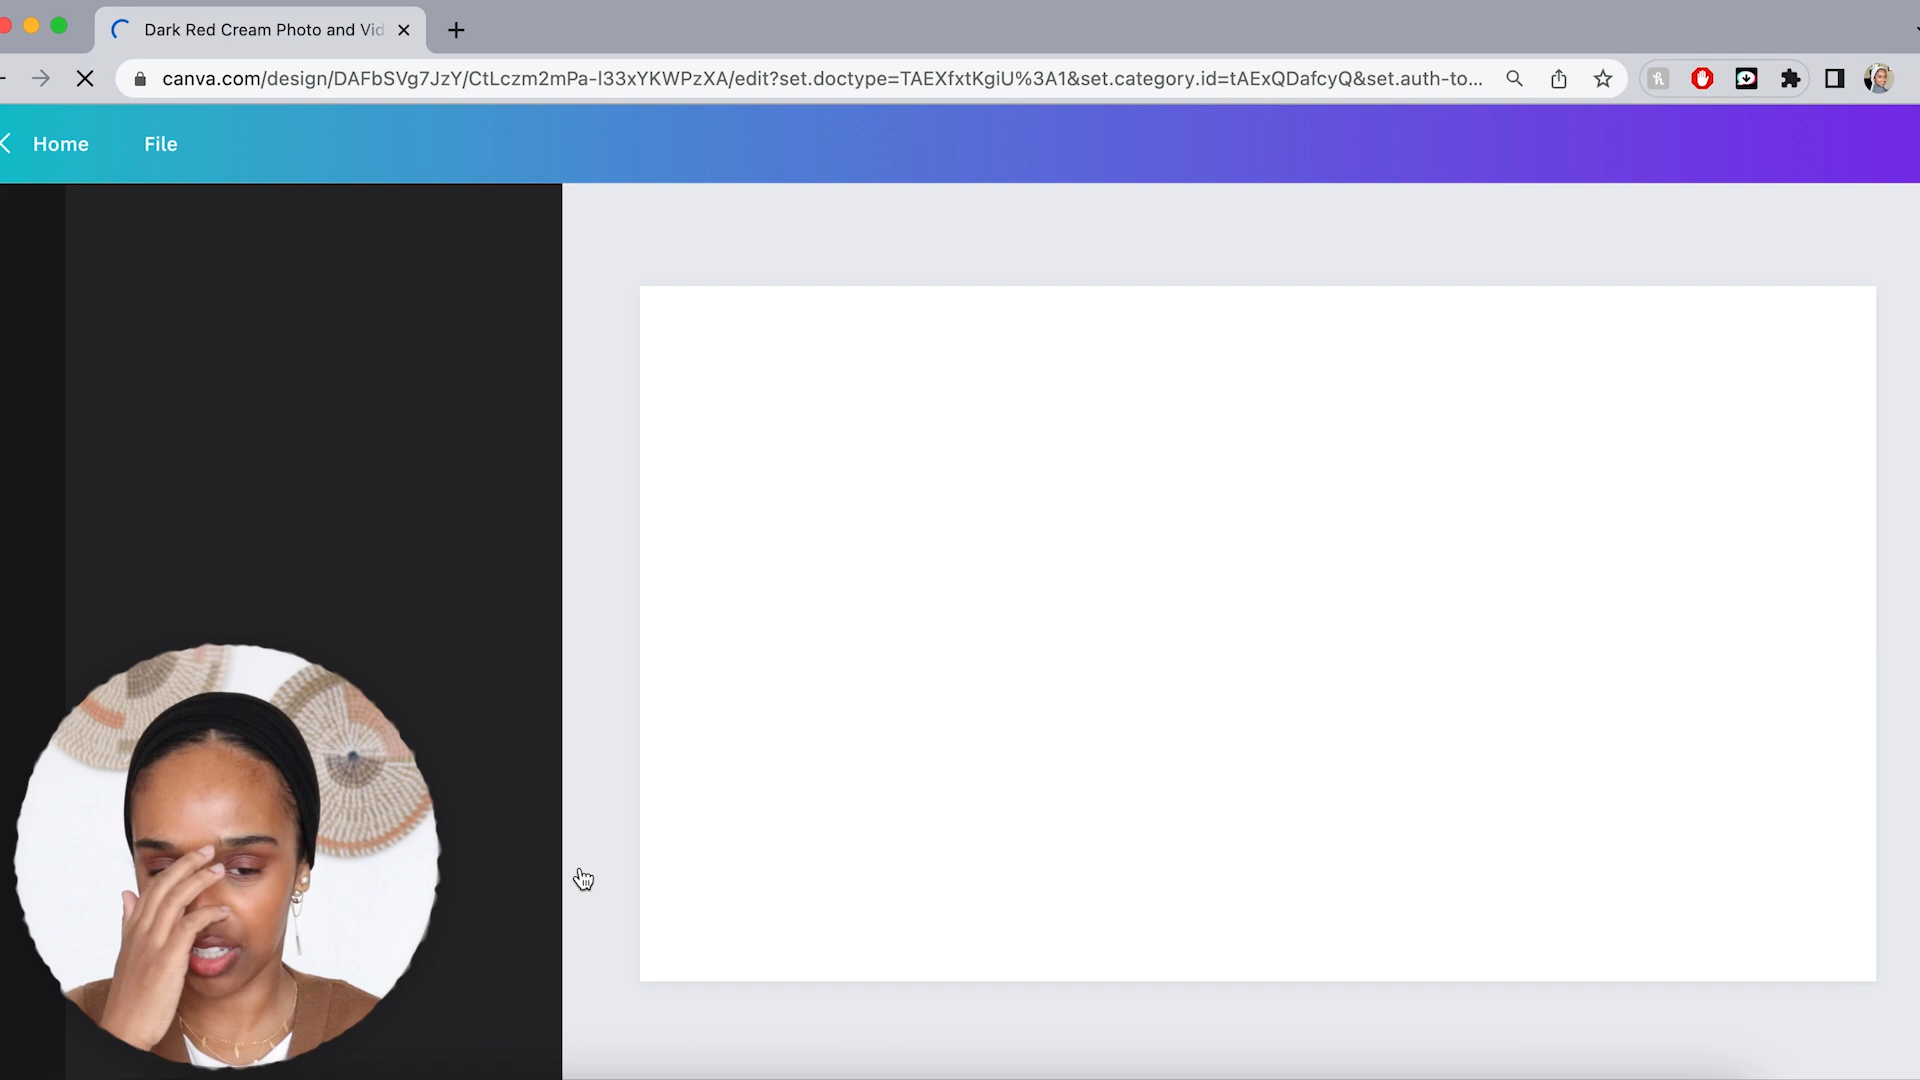 Dark Red Cream Photo and Vid
canva.com/design/DAFbSVg7JzY/CtLczm2mPa-l33xYKWPzXA/edit?set.doctype=TAEXfxtKgiU%3A1&set.category.id=tAExQDafcyQ&set.auth-to...
Home File